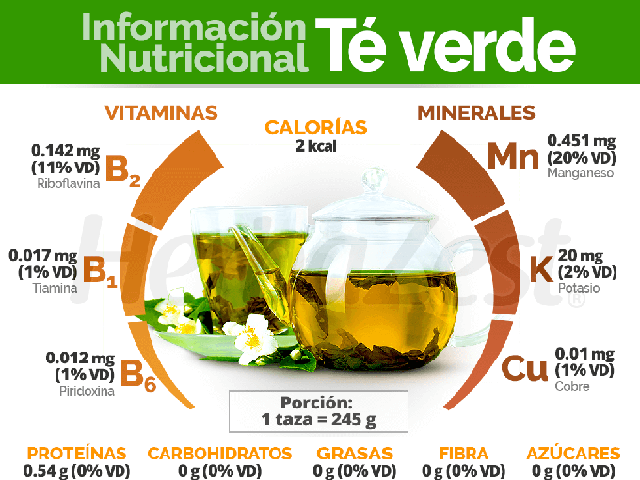 Información
Nutricional
Té verde
VITAMINAS
CALORÍAS
2 kcal
MINERALES
0.142 mg
(11% VD)
Riboflavina
B2
0.017 mg
(1% VD)
Tiamina
B1
0.012 mg
(1% VD)
Piridoxina
B6
Mn
0.451 mg
(20% VD)
Manganeso
K
20 mg
(2% VD)
Potasio
Cu
0.01 mg
(1% VD)
Cobre
HerbaZest®
Porción:
1 taza = 245 g
PROTEÍNAS
0.54 g (0% VD)
CARBOHIDRATOS
0 g (0% VD)
GRASAS
0 g (0% VD)
FIBRA
0 g (0% VD)
AZÚCARES
0 g (0% VD)